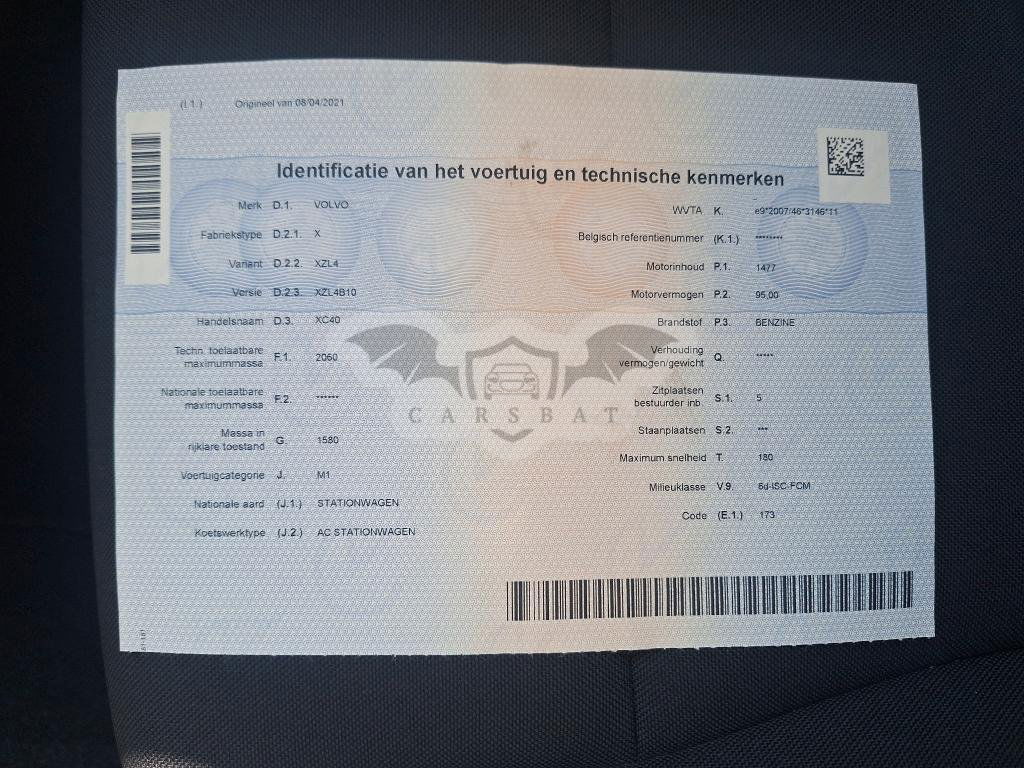 (I.1.) Origineel van 08/04/2021
Identificatie van het voertuig en technische kenmerken
Merk D.1. VOLVO
Fabriekstype D.2.1. X
Variant D.2.2. XZL4
Versie D.2.3. XZL4B10
Handelsnaam D.3. XC40
Techn. toelaatbare
maximummassa F.1. 2060
Nationale toelaatbare
maximummassa F.2. ******
Massa in
rijklare toestand G. 1580
Voertuigcategorie J. M1
Nationale aard (J.1.) STATIONWAGEN
Koetswerktype (J.2.) AC STATIONWAGEN
WVTA K. e9*2007/46*3146*11
Belgisch referentienummer (K.1.) ********
Motorinhoud P.1. 1477
Motorvermogen P.2. 95,00
Brandstof P.3. BENZINE
Verhouding
vermogen/gewicht Q. *****
Zitplaatsen
bestuurder inb. S.1. 5
Staanplaatsen S.2. ***
Maximum snelheid T. 180
Milieuklasse V.9. 6d-ISC-FCM
Code (E.1.) 173
CARSBAT